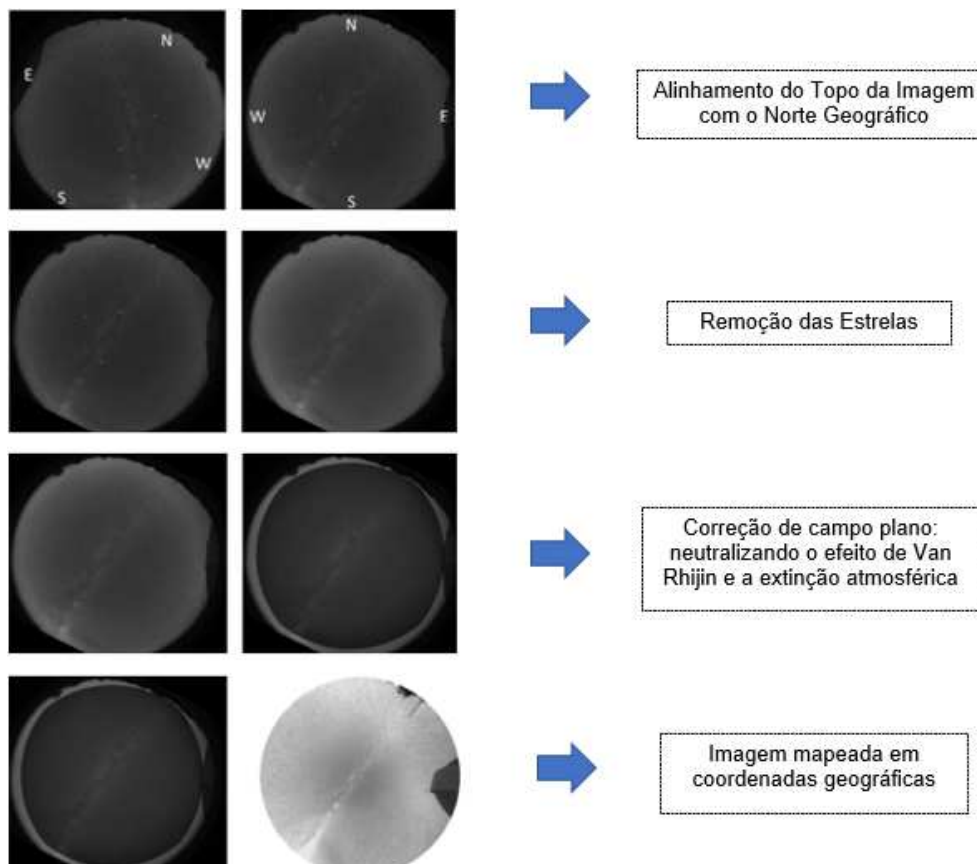 N
E
W
S
N
W
E
S
Alinhamento do Topo da Imagem
com o Norte Geográfico
Remoção das Estrelas
Correção de campo plano:
neutralizando o efeito de Van
Rhijin e a extinção atmosférica
Imagem mapeada em
coordenadas geográficas